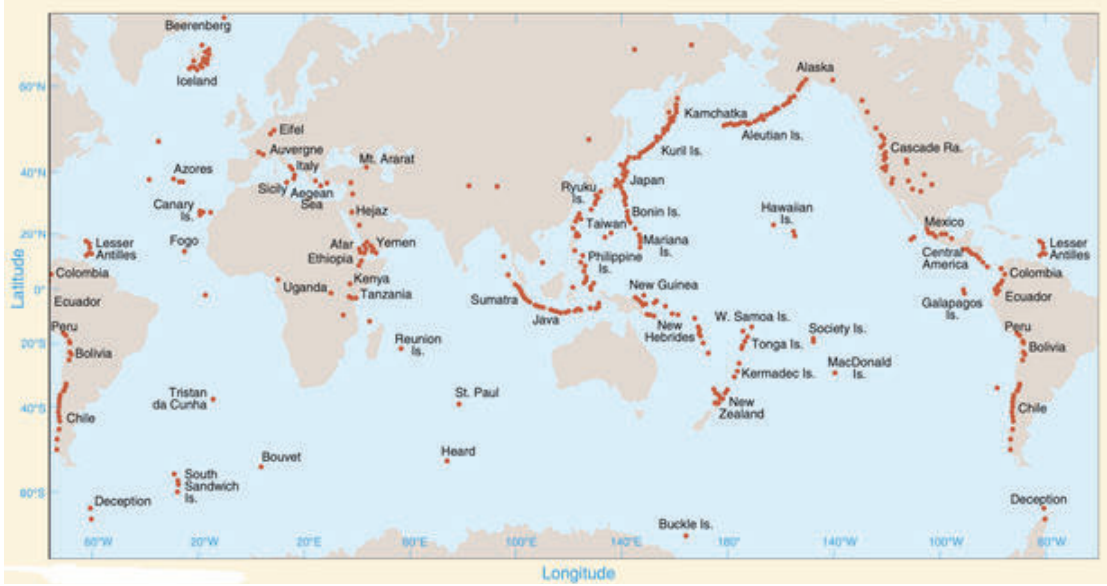 Beerenberg
Iceland
Alaska
60°N
Kamchatka
Aleutian Is.
Eifel
Auvergne
Italy
Mt. Ararat
Kuril Is.
Cascade Ra.
40°N
Azores
Sicily
Aegean
Sea
Ryuku
Is.
Japan
Canary
Is.
Hejaz
Bonin Is.
Hawaiian
Is.
Mexico
20°N
Taiwan
Lesser
Antilles
Fogo
Afar
Yemen
Ethiopia
Mariana
Is.
Philippine
Is.
Central
America
Lesser
Antilles
Colombia
Kenya
Colombia
Uganda
Tanzania
New Guinea
0°
Ecuador
Sumatra
Galapagos
Is.
Ecuador
Latitude
Java
New
Hebrides
W. Samoa Is.
Society Is.
Peru
Peru
Reunion
Is.
Tonga Is.
20°S
Bolivia
Bolivia
MacDonald
Is.
Kermadec Is.
Tristan
da Cunha
St. Paul
New
Zealand
40°S
Chile
Chile
Bouvet
Heard
South
Sandwich
Is.
60°S
Deception
Deception
Buckle Is.
60°W
20°W
20°E
60°E
100°E
140°E
160°
140°W
100°W
60°W
Longitude